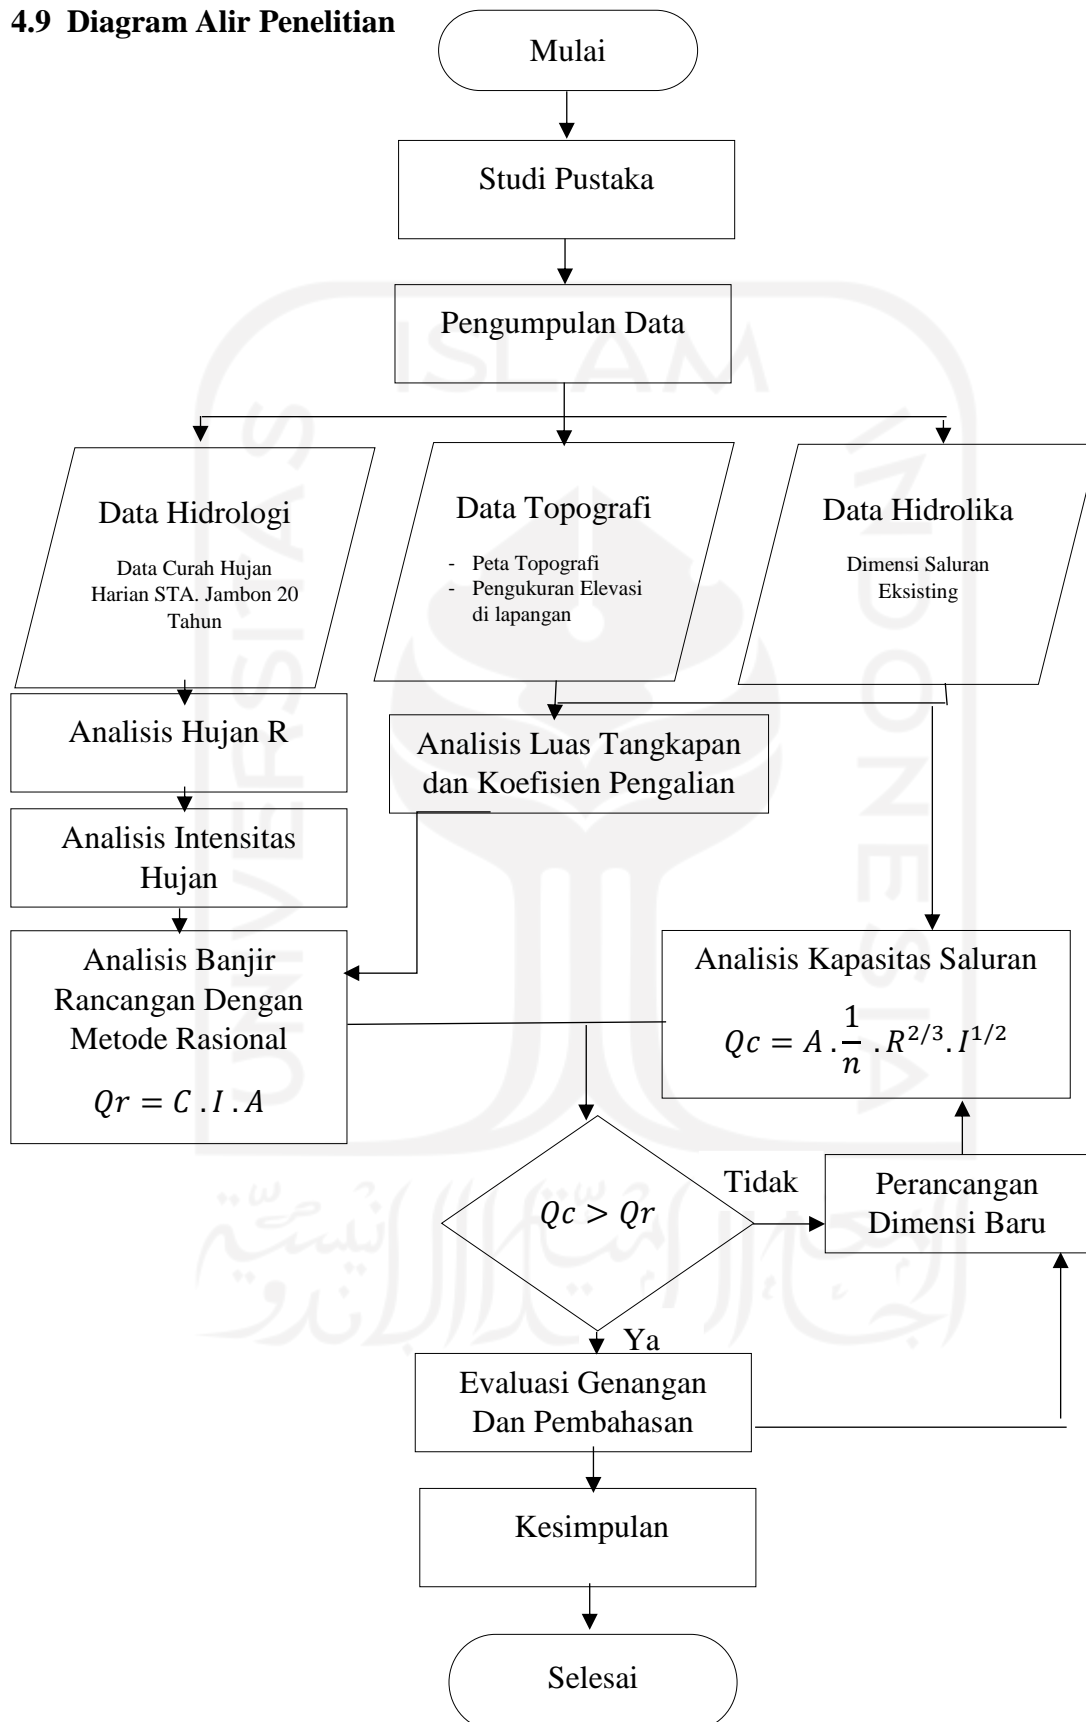 4.9 Diagram Alir Penelitian
Mulai
Studi Pustaka
Pengumpulan Data
Data Hidrologi
Data Curah Hujan
Harian STA. Jambon 20
Tahun
Data Topografi
- Peta Topografi
- Pengukuran Elevasi
di lapangan
Data Hidrolika
Dimensi Saluran
Eksisting
Analisis Hujan R
Analisis Luas Tangkapan
dan Koefisien Pengalian
Analisis Intensitas
Hujan
Analisis Banjir
Rancangan Dengan
Metode Rasional
Qr = C . I . A
Analisis Kapasitas Saluran
Qc = A . 1/n . R^{2/3} . I^{1/2}
Qc > Qr
Tidak
Perancangan
Dimensi Baru
Ya
Evaluasi Genangan
Dan Pembahasan
Kesimpulan
Selesai
UNIVERSITAS
ISLAM
INDONESIA